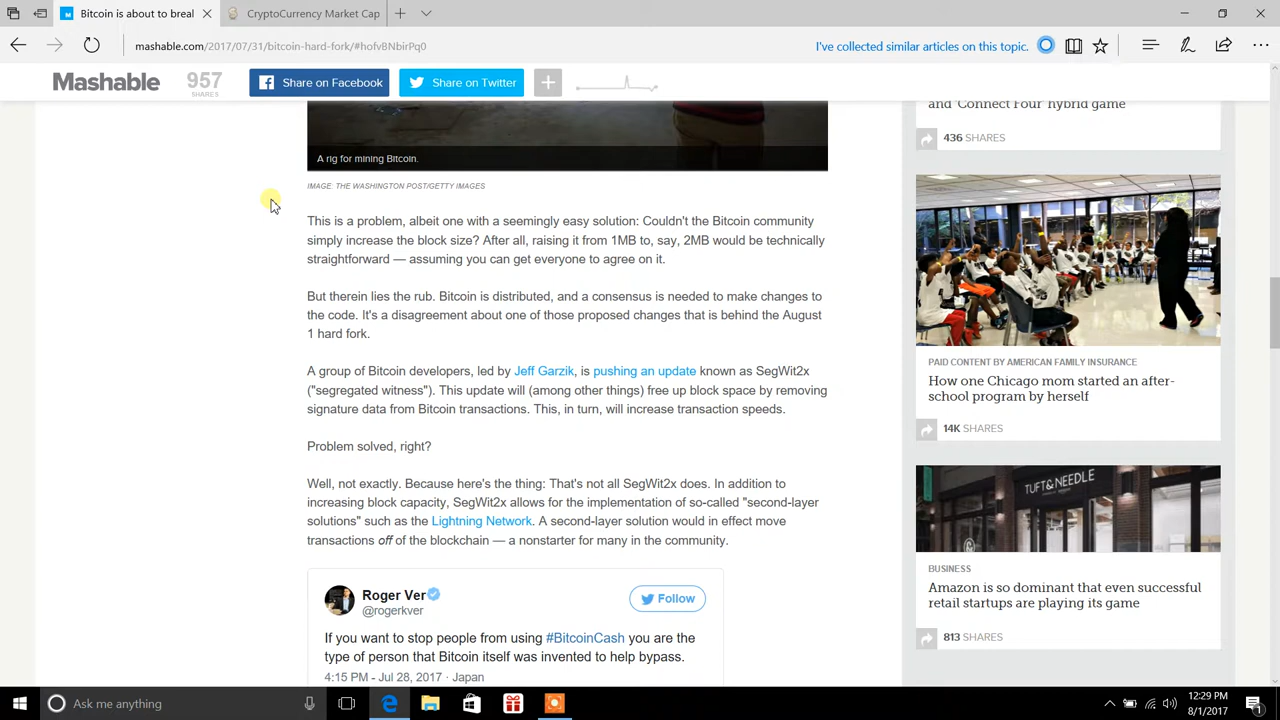 Bitcoin is about to breal
CryptoCurrency Market Cap
mashable.com/2017/07/31/bitcoin-hard-fork/#hofvBNbirPq0
I've collected similar articles on this topic.
Mashable
957
SHARES
Share on Facebook
Share on Twitter
A rig for mining Bitcoin.
IMAGE: THE WASHINGTON POST/GETTY IMAGES
This is a problem, albeit one with a seemingly easy solution: Couldn't the Bitcoin community
simply increase the block size? After all, raising it from 1MB to, say, 2MB would be technically
straightforward — assuming you can get everyone to agree on it.
But therein lies the rub. Bitcoin is distributed, and a consensus is needed to make changes to
the code. It's a disagreement about one of those proposed changes that is behind the August
1 hard fork.
A group of Bitcoin developers, led by Jeff Garzik, is pushing an update known as SegWit2x
("segregated witness"). This update will (among other things) free up block space by removing
signature data from Bitcoin transactions. This, in turn, will increase transaction speeds.
Problem solved, right?
Well, not exactly. Because here's the thing: That's not all SegWit2x does. In addition to
increasing block capacity, SegWit2x allows for the implementation of so-called "second-layer
solutions" such as the Lightning Network. A second-layer solution would in effect move
transactions off of the blockchain — a nonstarter for many in the community.
Roger Ver
@rogerkver
Follow
If you want to stop people from using #BitcoinCash you are the
type of person that Bitcoin itself was invented to help bypass.
4:15 PM - Jul 28, 2017 · Japan
and 'Connect Four' hybrid game
436 SHARES
PAID CONTENT BY AMERICAN FAMILY INSURANCE
How one Chicago mom started an after-
school program by herself
14K SHARES
TUFT & NEEDLE
BUSINESS
Amazon is so dominant that even successful
retail startups are playing its game
813 SHARES
Ask me anything
12:29 PM
8/1/2017
1